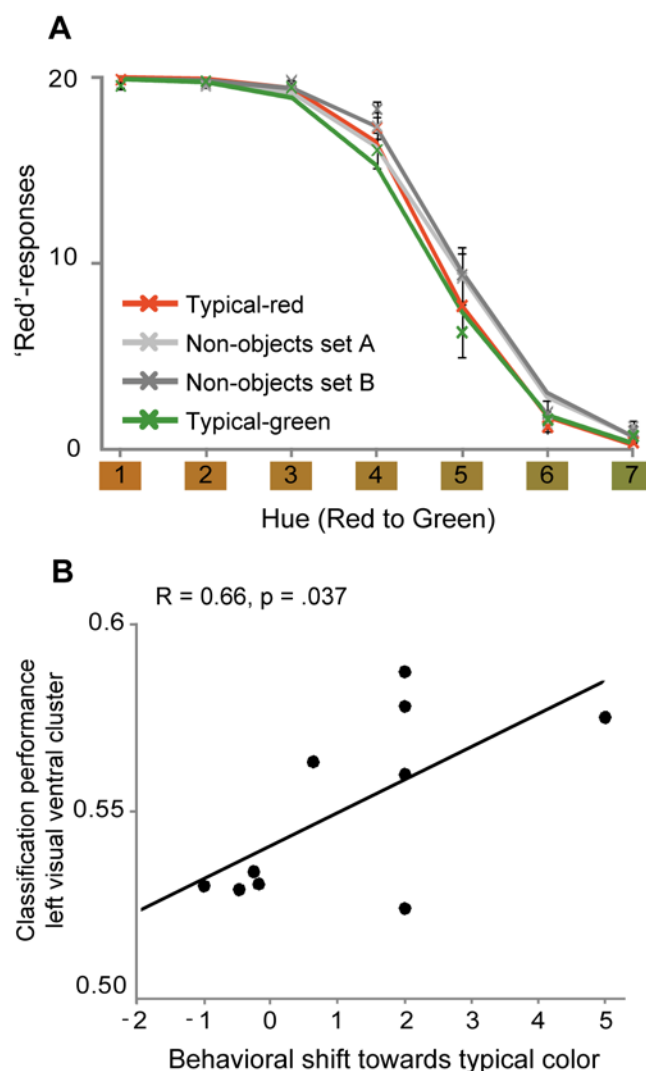 A
20
10
0
'Red'-responses
Typical-red
Non-objects set A
Non-objects set B
Typical-green
1 2 3 4 5 6 7
Hue (Red to Green)
B
R = 0.66, p = .037
0.6
0.55
0.50
Classification performance
left visual ventral cluster
-2 -1 0 1 2 3 4 5
Behavioral shift towards typical color